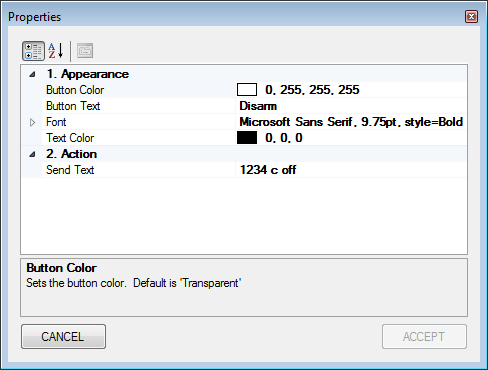 Properties
A
Z
1. Appearance
Button Color 0, 255, 255, 255
Button Text Disarm
Font Microsoft Sans Serif, 9.75pt, style=Bold
Text Color 0, 0, 0
2. Action
Send Text 1234 c off
Button Color
Sets the button color. Default is 'Transparent'
CANCEL ACCEPT